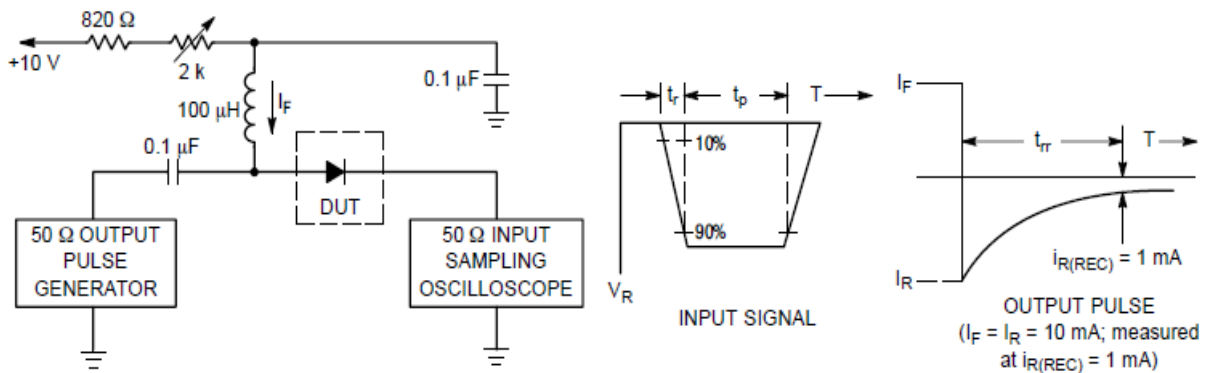 820 Ω
+10 V
2 k
100 μH
I_F
0.1 μF
0.1 μF
DUT
50 Ω OUTPUT
PULSE
GENERATOR
50 Ω INPUT
SAMPLING
OSCILLOSCOPE
t_r
t_p
T
10%
90%
V_R
INPUT SIGNAL
I_F
t_rr
T
I_R
i_R(REC) = 1 mA
OUTPUT PULSE
(I_F = I_R = 10 mA; measured
at i_R(REC) = 1 mA)